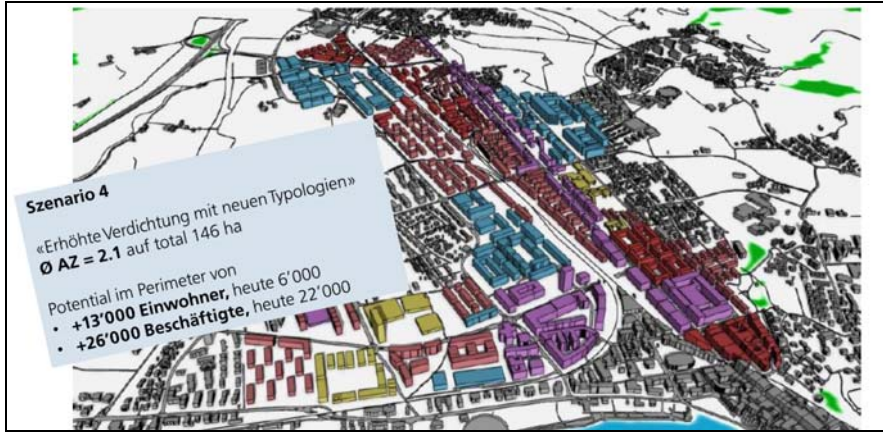 Szenario 4
«Erhöhte Verdichtung mit neuen Typologien»
Ø AZ = 2.1 auf total 146 ha
Potential im Perimeter von
• +13’000 Einwohner, heute 6’000
• +26’000 Beschäftigte, heute 22’000